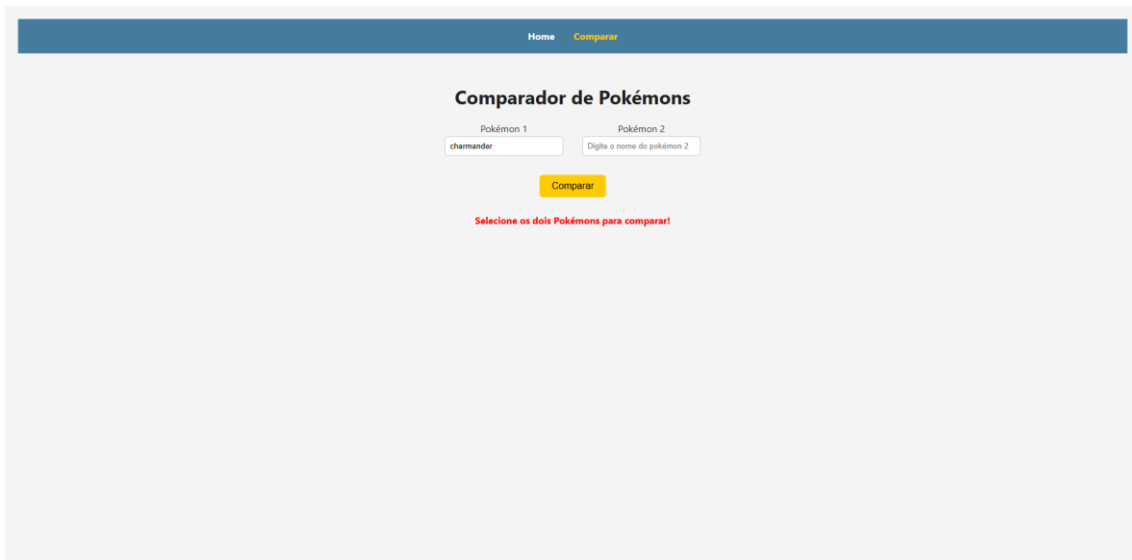 Home Comparar
Comparador de Pokémons
Pokémon 1 Pokémon 2
charmander Digite o nome do pokémon 2
Comparar
Selecione os dois Pokémons para comparar!